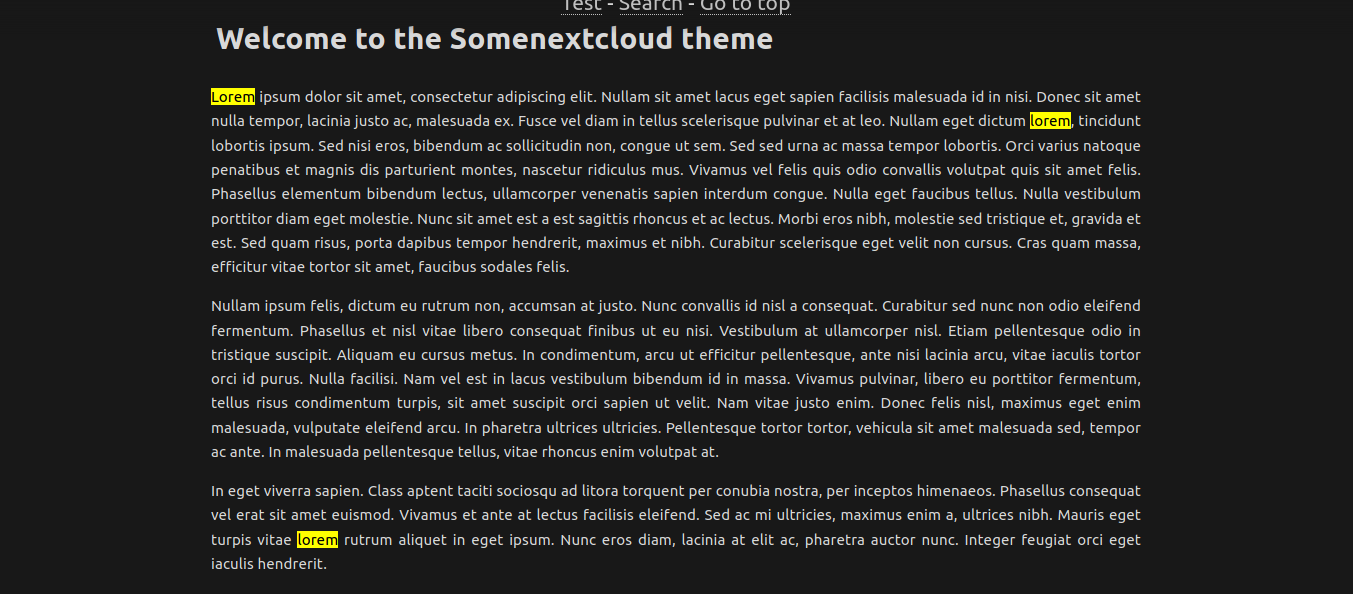 Test - Search - Go to top
Welcome to the Somenextcloud theme
Lorem ipsum dolor sit amet, consectetur adipiscing elit. Nullam sit amet lacus eget sapien facilisis malesuada id in nisi. Donec sit amet
nulla tempor, lacinia justo ac, malesuada ex. Fusce vel diam in tellus scelerisque pulvinar et at leo. Nullam eget dictum lorem, tincidunt
lobortis ipsum. Sed nisi eros, bibendum ac sollicitudin non, congue ut sem. Sed sed urna ac massa tempor lobortis. Orci varius natoque
penatibus et magnis dis parturient montes, nascetur ridiculus mus. Vivamus vel felis quis odio convallis volutpat quis sit amet felis.
Phasellus elementum bibendum lectus, ullamcorper venenatis sapien interdum congue. Nulla eget faucibus tellus. Nulla vestibulum
porttitor diam eget molestie. Nunc sit amet est a est sagittis rhoncus et ac lectus. Morbi eros nibh, molestie sed tristique et, gravida et
est. Sed quam risus, porta dapibus tempor hendrerit, maximus et nibh. Curabitur scelerisque eget velit non cursus. Cras quam massa,
efficitur vitae tortor sit amet, faucibus sodales felis.
Nullam ipsum felis, dictum eu rutrum non, accumsan at justo. Nunc convallis id nisl a consequat. Curabitur sed nunc non odio eleifend
fermentum. Phasellus et nisl vitae libero consequat finibus ut eu nisi. Vestibulum at ullamcorper nisl. Etiam pellentesque odio in
tristique suscipit. Aliquam eu cursus metus. In condimentum, arcu ut efficitur pellentesque, ante nisi lacinia arcu, vitae iaculis tortor
orci id purus. Nulla facilisi. Nam vel est in lacus vestibulum bibendum id in massa. Vivamus pulvinar, libero eu porttitor fermentum,
tellus risus condimentum turpis, sit amet suscipit orci sapien ut velit. Nam vitae justo enim. Donec felis nisl, maximus eget enim
malesuada, vulputate eleifend arcu. In pharetra ultrices ultricies. Pellentesque tortor tortor, vehicula sit amet malesuada sed, tempor
ac ante. In malesuada pellentesque tellus, vitae rhoncus enim volutpat at.
In eget viverra sapien. Class aptent taciti sociosqu ad litora torquent per conubia nostra, per inceptos himenaeos. Phasellus consequat
vel erat sit amet euismod. Vivamus et ante at lectus facilisis eleifend. Sed ac mi ultricies, maximus enim a, ultrices nibh. Mauris eget
turpis vitae lorem rutrum aliquet in eget ipsum. Nunc eros diam, lacinia at elit ac, pharetra auctor nunc. Integer feugiat orci eget
iaculis hendrerit.